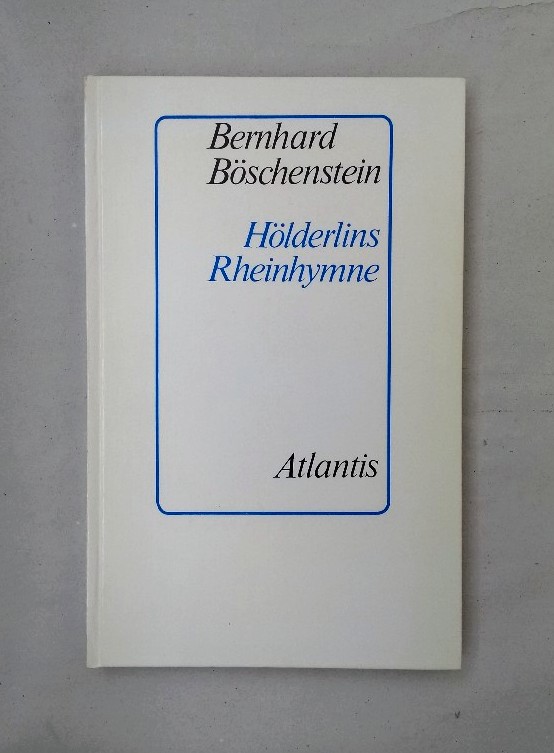 Bernhard
Böschenstein
Hölderlins
Rheinhymne
Atlantis